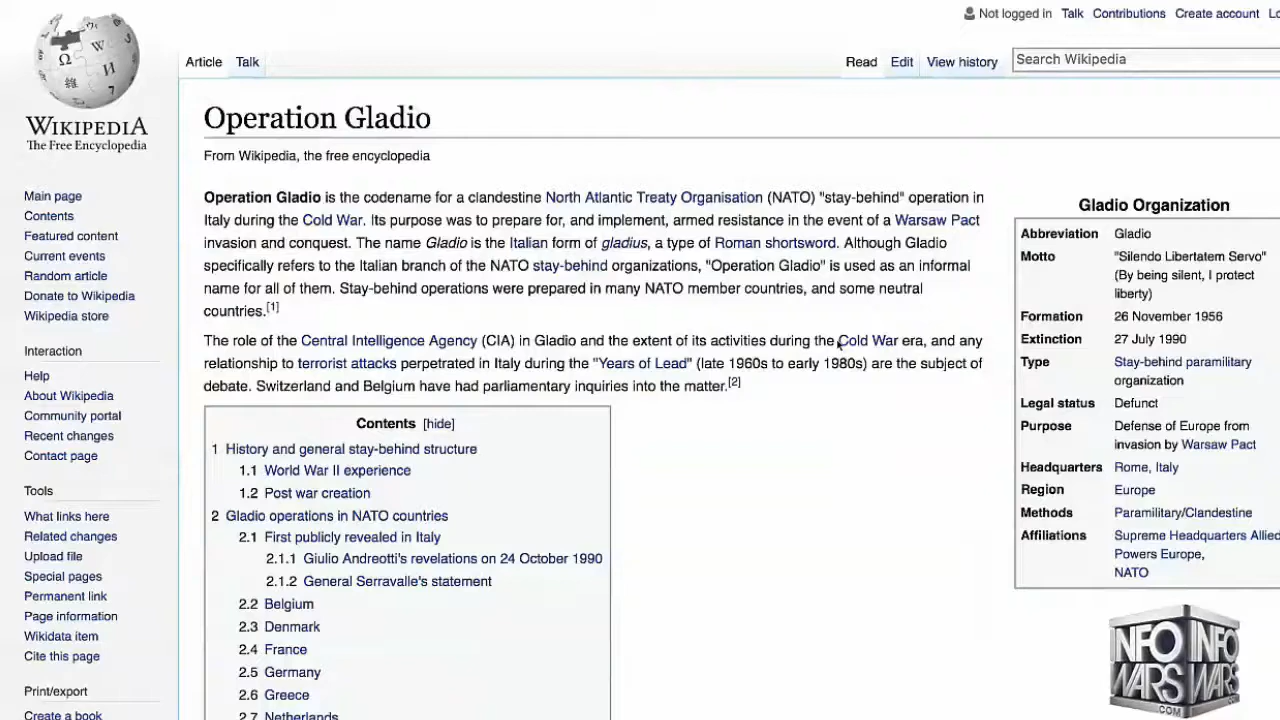 Not logged in Talk Contributions Create account Lo
Article Talk Read Edit View history Search Wikipedia
WIKIPEDIA
The Free Encyclopedia
Main page
Contents
Featured content
Current events
Random article
Donate to Wikipedia
Wikipedia store
Interaction
Help
About Wikipedia
Community portal
Recent changes
Contact page
Tools
What links here
Related changes
Upload file
Special pages
Permanent link
Page information
Wikidata item
Cite this page
Print/export
Create a book
Operation Gladio
From Wikipedia, the free encyclopedia
Operation Gladio is the codename for a clandestine North Atlantic Treaty Organisation (NATO) "stay-behind" operation in
Italy during the Cold War. Its purpose was to prepare for, and implement, armed resistance in the event of a Warsaw Pact
invasion and conquest. The name Gladio is the Italian form of gladius, a type of Roman shortsword. Although Gladio
specifically refers to the Italian branch of the NATO stay-behind organizations, "Operation Gladio" is used as an informal
name for all of them. Stay-behind operations were prepared in many NATO member countries, and some neutral
countries.[1]
The role of the Central Intelligence Agency (CIA) in Gladio and the extent of its activities during the Cold War era, and any
relationship to terrorist attacks perpetrated in Italy during the "Years of Lead" (late 1960s to early 1980s) are the subject of
debate. Switzerland and Belgium have had parliamentary inquiries into the matter.[2]
Contents [hide]
1 History and general stay-behind structure
1.1 World War II experience
1.2 Post war creation
2 Gladio operations in NATO countries
2.1 First publicly revealed in Italy
2.1.1 Giulio Andreotti's revelations on 24 October 1990
2.1.2 General Serravalle's statement
2.2 Belgium
2.3 Denmark
2.4 France
2.5 Germany
2.6 Greece
2.7 Netherlands
Gladio Organization
Abbreviation Gladio
Motto "Silendo Libertatem Servo"
(By being silent, I protect
liberty)
Formation 26 November 1956
Extinction 27 July 1990
Type Stay-behind paramilitary
organization
Legal status Defunct
Purpose Defense of Europe from
invasion by Warsaw Pact
Headquarters Rome, Italy
Region Europe
Methods Paramilitary/Clandestine
Affiliations Supreme Headquarters Allied
Powers Europe,
NATO
INFO INFO
WARS WARS
.COM